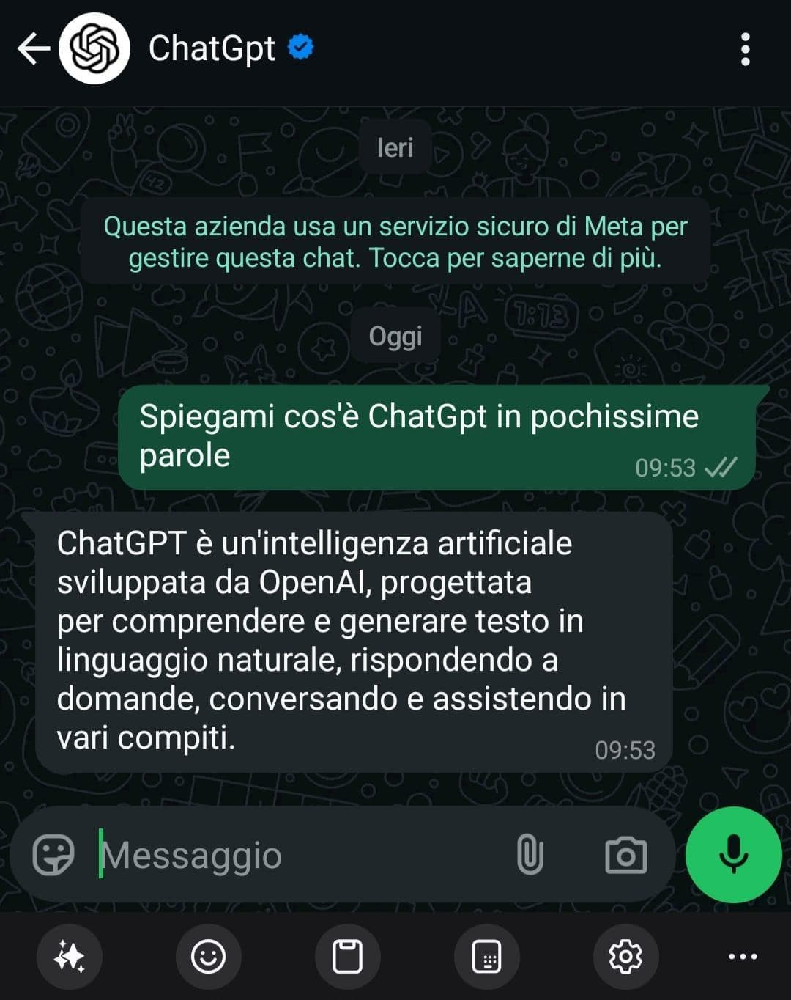 ChatGpt
Ieri
Questa azienda usa un servizio sicuro di Meta per
gestire questa chat. Tocca per saperne di più.
Oggi
Spiegami cos'è ChatGpt in pochissime
parole
09:53
ChatGPT è un'intelligenza artificiale
sviluppata da OpenAI, progettata
per comprendere e generare testo in
linguaggio naturale, rispondendo a
domande, conversando e assistendo in
vari compiti.
09:53
Messaggio